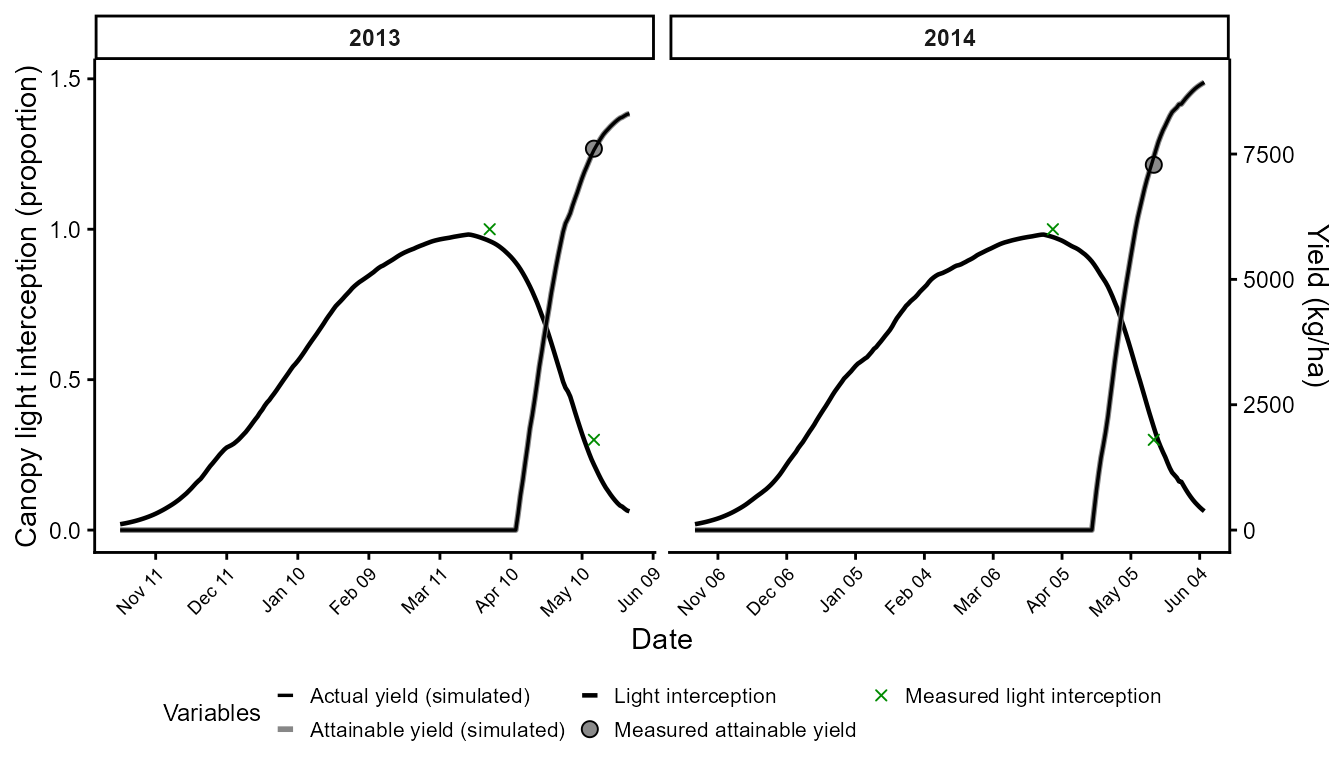 2013
2014
Canopy light interception (proportion)
1.5
1.0
0.5
0.0
7500
5000
2500
0
Yield (kg/ha)
Nov 11
Dec 11
Jan 10
Feb 09
Mar 11
Apr 10
May 10
Jun 09
Nov 06
Dec 06
Jan 05
Feb 04
Mar 06
Apr 05
May 05
Jun 04
Date
Variables
Actual yield (simulated)
Light interception
Measured light interception
Attainable yield (simulated)
Measured attainable yield